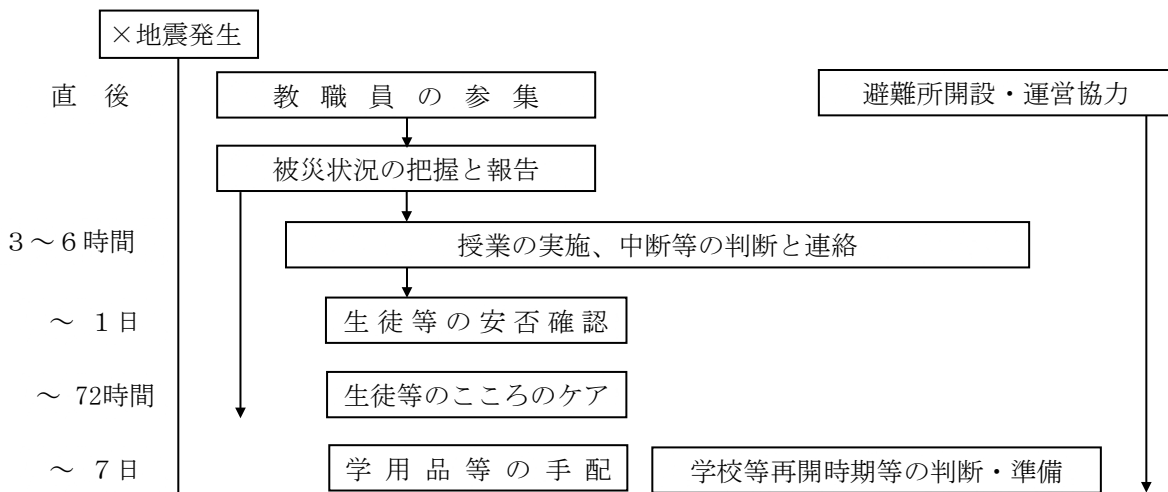 ×地震発生
直後
教職員の参集
避難所開設・運営協力
被災状況の把握と報告
3~6時間
授業の実施、中断等の判断と連絡
~ 1日
生徒等の安否確認
~ 72時間
生徒等のこころのケア
~ 7日
学用品等の手配
学校等再開時期等の判断・準備